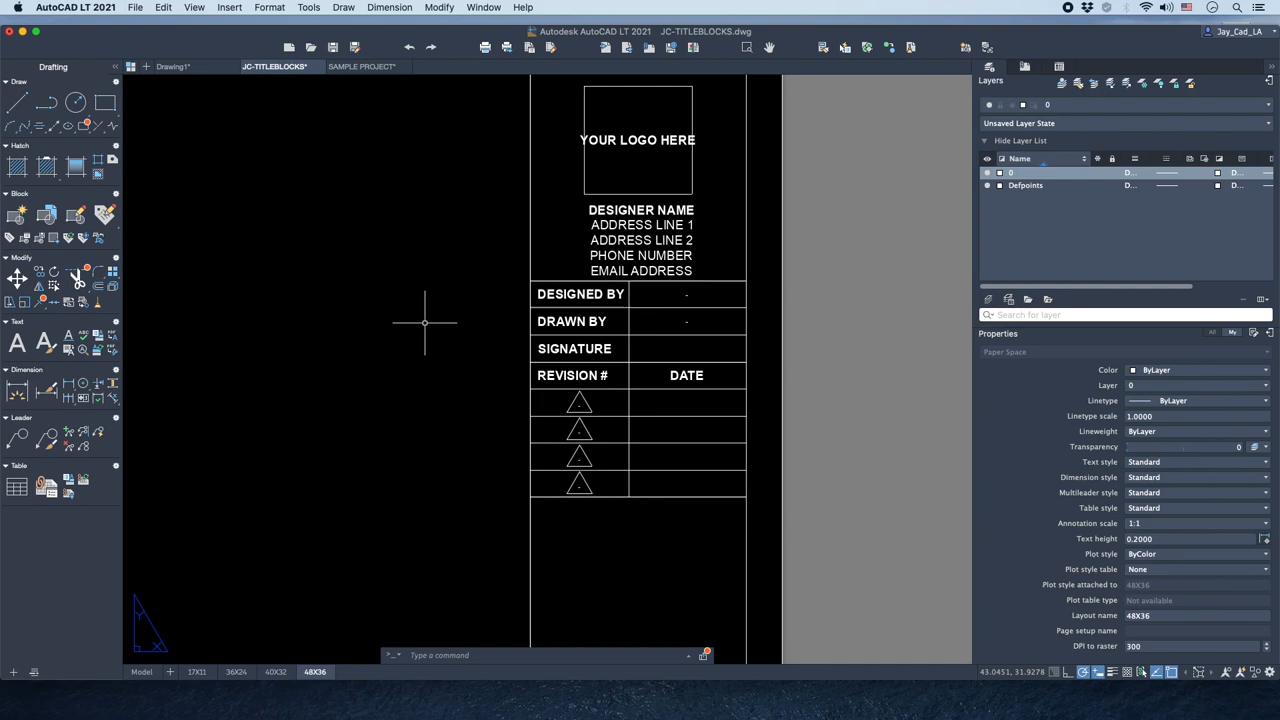 AutoCAD LT 2021 File Edit View Insert Format Tools Draw Dimension Modify Window Help
Autodesk AutoCAD LT 2021 JC-TITLEBLOCKS.dwg
Jay_Cad_LA
Drafting
Drawing1*
JC-TITLEBLOCKS*
SAMPLE PROJECT*
Draw
Hatch
Block
Modify
Text
Dimension
Leader
Table
YOUR LOGO HERE
DESIGNER NAME
ADDRESS LINE 1
ADDRESS LINE 2
PHONE NUMBER
EMAIL ADDRESS
DESIGNED BY -
DRAWN BY -
SIGNATURE
REVISION # DATE
-
-
-
-
Y
X
>_ Type a command
Model
17X11
36X24
40X32
48X36
Layers
0
Unsaved Layer State
Hide Layer List
Name
0 D... D...
Defpoints D... D...
Search for layer
Properties All My
Paper Space
Color ByLayer
Layer 0
Linetype ByLayer
Linetype scale 1.0000
Lineweight ByLayer
Transparency 0
Text style Standard
Dimension style Standard
Multileader style Standard
Table style Standard
Annotation scale 1:1
Text height 0.2000
Plot style ByColor
Plot style table None
Plot style attached to 48X36
Plot table type Not available
Layout name 48X36
Page setup name
DPI to raster 300
43.0451, 31.9278